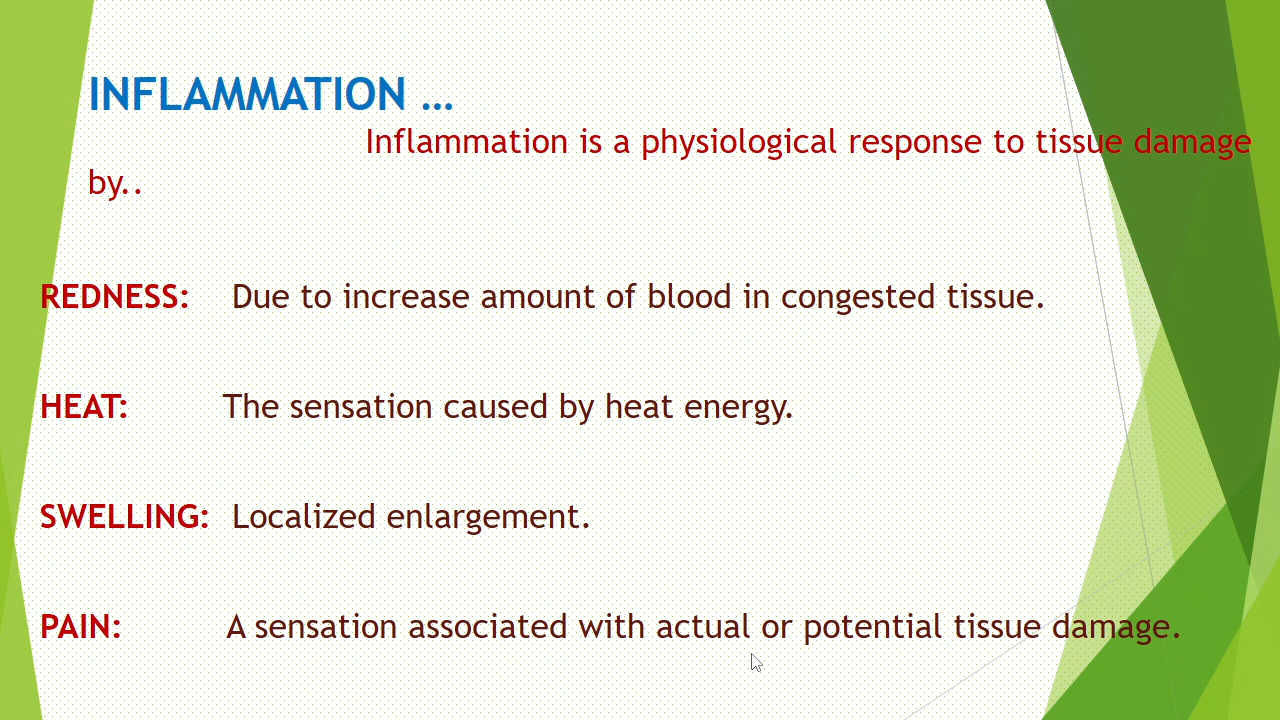 INFLAMMATION ...
Inflammation is a physiological response to tissue damage
by..
REDNESS: Due to increase amount of blood in congested tissue.
HEAT: The sensation caused by heat energy.
SWELLING: Localized enlargement.
PAIN: A sensation associated with actual or potential tissue damage.